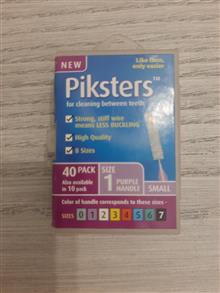 NEW
Like them,
only easier
Piksters™
for cleaning between teeth
Strong, stiff wire
means LESS BUCKLING
High Quality
8 Sizes
40 PACK
Also available
in 10 pack
SIZE
1 PURPLE
HANDLE
SMALL
Color of handle corresponds to these sizes -
SIZES 0 1 2 3 4 5 6 7